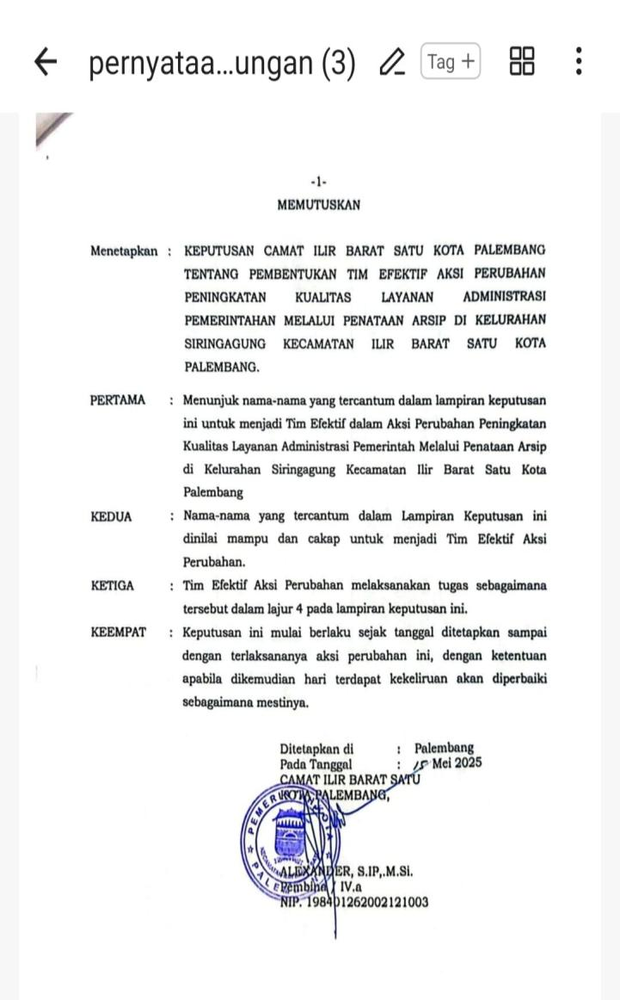 pernyataa...ungan (3) Tag +
-1-
MEMUTUSKAN
Menetapkan : KEPUTUSAN CAMAT ILIR BARAT SATU KOTA PALEMBANG
TENTANG PEMBENTUKAN TIM EFEKTIF AKSI PERUBAHAN
PENINGKATAN KUALITAS LAYANAN ADMINISTRASI
PEMERINTAHAN MELALUI PENATAAN ARSIP DI KELURAHAN
SIRINGAGUNG KECAMATAN ILIR BARAT SATU KOTA
PALEMBANG.
PERTAMA : Menunjuk nama-nama yang tercantum dalam lampiran keputusan
ini untuk menjadi Tim Efektif dalam Aksi Perubahan Peningkatan
Kualitas Layanan Administrasi Pemerintah Melalui Penataan Arsip
di Kelurahan Siringagung Kecamatan Ilir Barat Satu Kota
Palembang
KEDUA : Nama-nama yang tercantum dalam Lampiran Keputusan ini
dinilai mampu dan cakap untuk menjadi Tim Efektif Aksi
Perubahan.
KETIGA : Tim Efektif Aksi Perubahan melaksanakan tugas sebagaimana
tersebut dalam lajur 4 pada lampiran keputusan ini.
KEEMPAT : Keputusan ini mulai berlaku sejak tanggal ditetapkan sampai
dengan terlaksananya aksi perubahan ini, dengan ketentuan
apabila dikemudian hari terdapat kekeliruan akan diperbaiki
sebagaimana mestinya.
Ditetapkan di : Palembang
Pada Tanggal : 15 Mei 2025
CAMAT ILIR BARAT SATU
KOTA PALEMBANG,
ALEXANDER, S.IP,.M.Si.
Pembina / IV.a
NIP. 198401262002121003